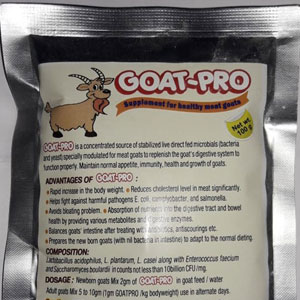 GOAT-PRO
Supplement for healthy meat goats
Net wt
100 g
GOAT-PRO is a concentrated source of stabilized live direct fed microbials (bacteria
and yeast) specially modulated for meat goats to replenish the goat's digestive system to
function properly. Maintain normal appetite, immunity, health and growth of goats.
ADVANTAGES OF GOAT-PRO :
● Rapid increase in the body weight. ● Reduces cholesterol level in meat significantly.
● Helps fight against harmful pathogens E. coli, campylobacter, and salmonella.
● Avoids bloating problem. ● Absorption of nutrients into the digestive tract and bowel
health by providing various metabolites and digestive enzymes.
● Balances goats' intestine after treating with antibiotics, antiscourings etc.
● Prepares the new born goats (with nil bacteria in intestine) to adapt to the normal dieting.
COMPOSITION:
Lactobacillus acidophilus, L. plantarum, L. casei along with Enterococcus faecium
and Saccharomyces boulardii in counts not less than 10billion CFU /mg.
DOSAGE : Newborn goats Mix 2gm of GOAT-PRO in goat feed / water
Adult goats Mix 5 to 10gm (1gm GOATPRO /kg bodyweight) use in alternate days.